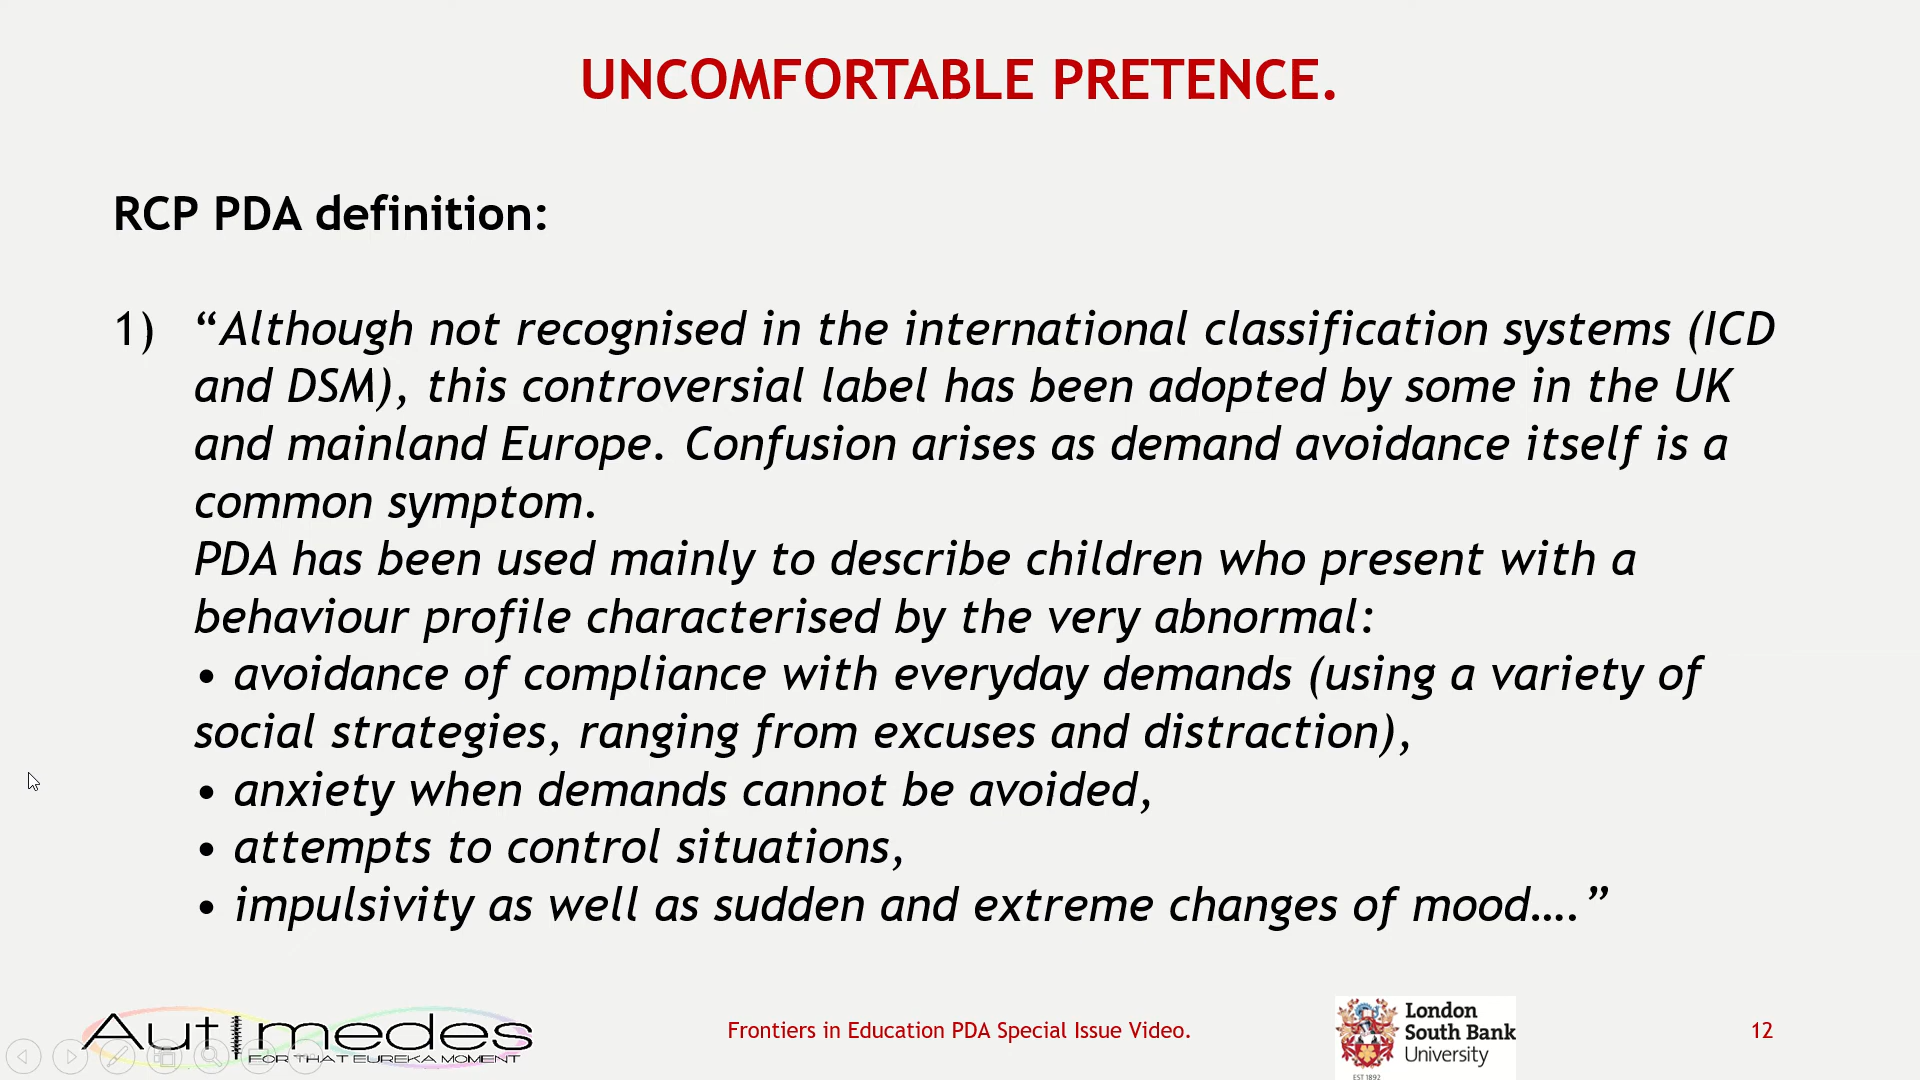 UNCOMFORTABLE PRETENCE.
RCP PDA definition:
1) “Although not recognised in the international classification systems (ICD
and DSM), this controversial label has been adopted by some in the UK
and mainland Europe. Confusion arises as demand avoidance itself is a
common symptom.
PDA has been used mainly to describe children who present with a
behaviour profile characterised by the very abnormal:
• avoidance of compliance with everyday demands (using a variety of
social strategies, ranging from excuses and distraction),
• anxiety when demands cannot be avoided,
• attempts to control situations,
• impulsivity as well as sudden and extreme changes of mood….”
Autimedes
FOR THAT EUREKA MOMENT
Frontiers in Education PDA Special Issue Video.
London
South Bank
University
EST 1892
12